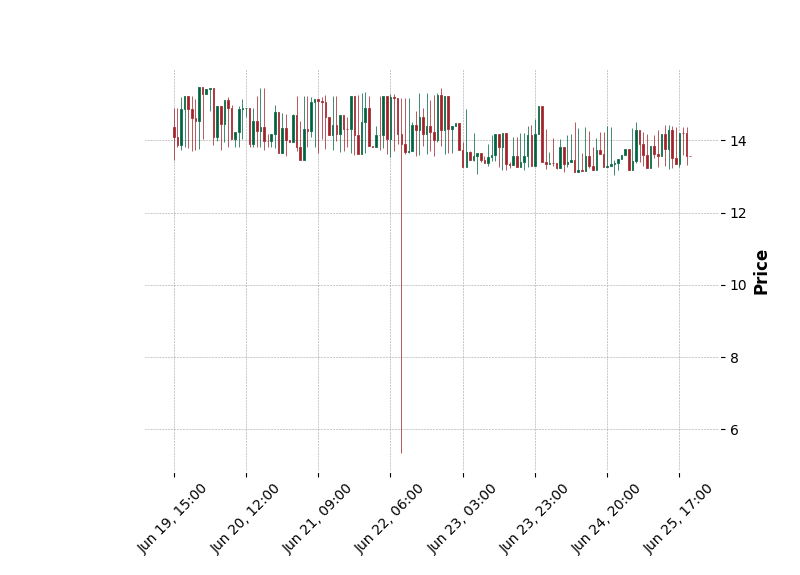 14
12
10
8
6
Price
Jun 19, 15:00
Jun 20, 12:00
Jun 21, 09:00
Jun 22, 06:00
Jun 23, 03:00
Jun 23, 23:00
Jun 24, 20:00
Jun 25, 17:00